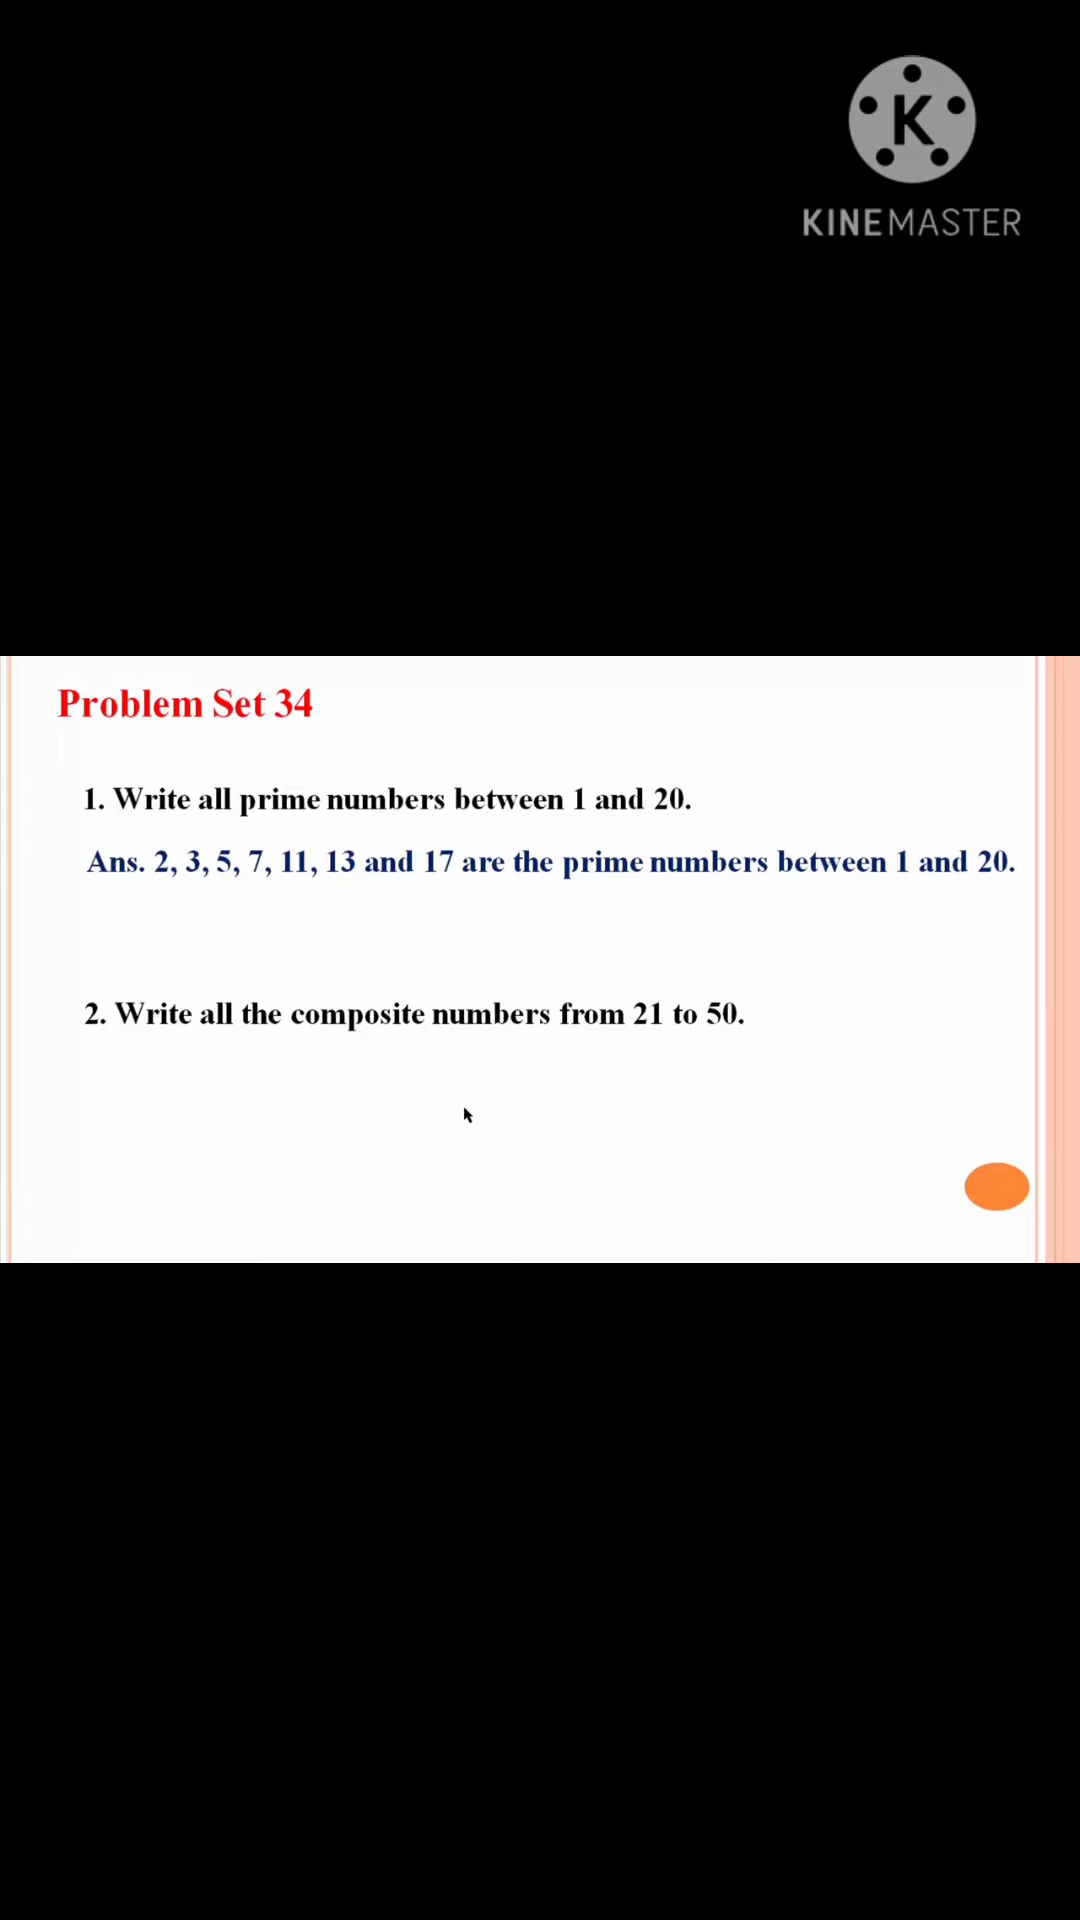 K
KINEMASTER
Problem Set 34
1. Write all prime numbers between 1 and 20.
Ans. 2, 3, 5, 7, 11, 13 and 17 are the prime numbers between 1 and 20.
2. Write all the composite numbers from 21 to 50.